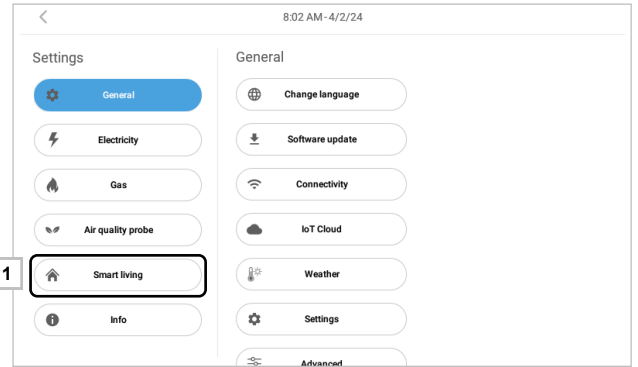 8:02 AM - 4/2/24
Settings
General
Electricity
Gas
Air quality probe
1
Smart living
Info
General
Change language
Software update
Connectivity
IoT Cloud
Weather
Settings
Advanced